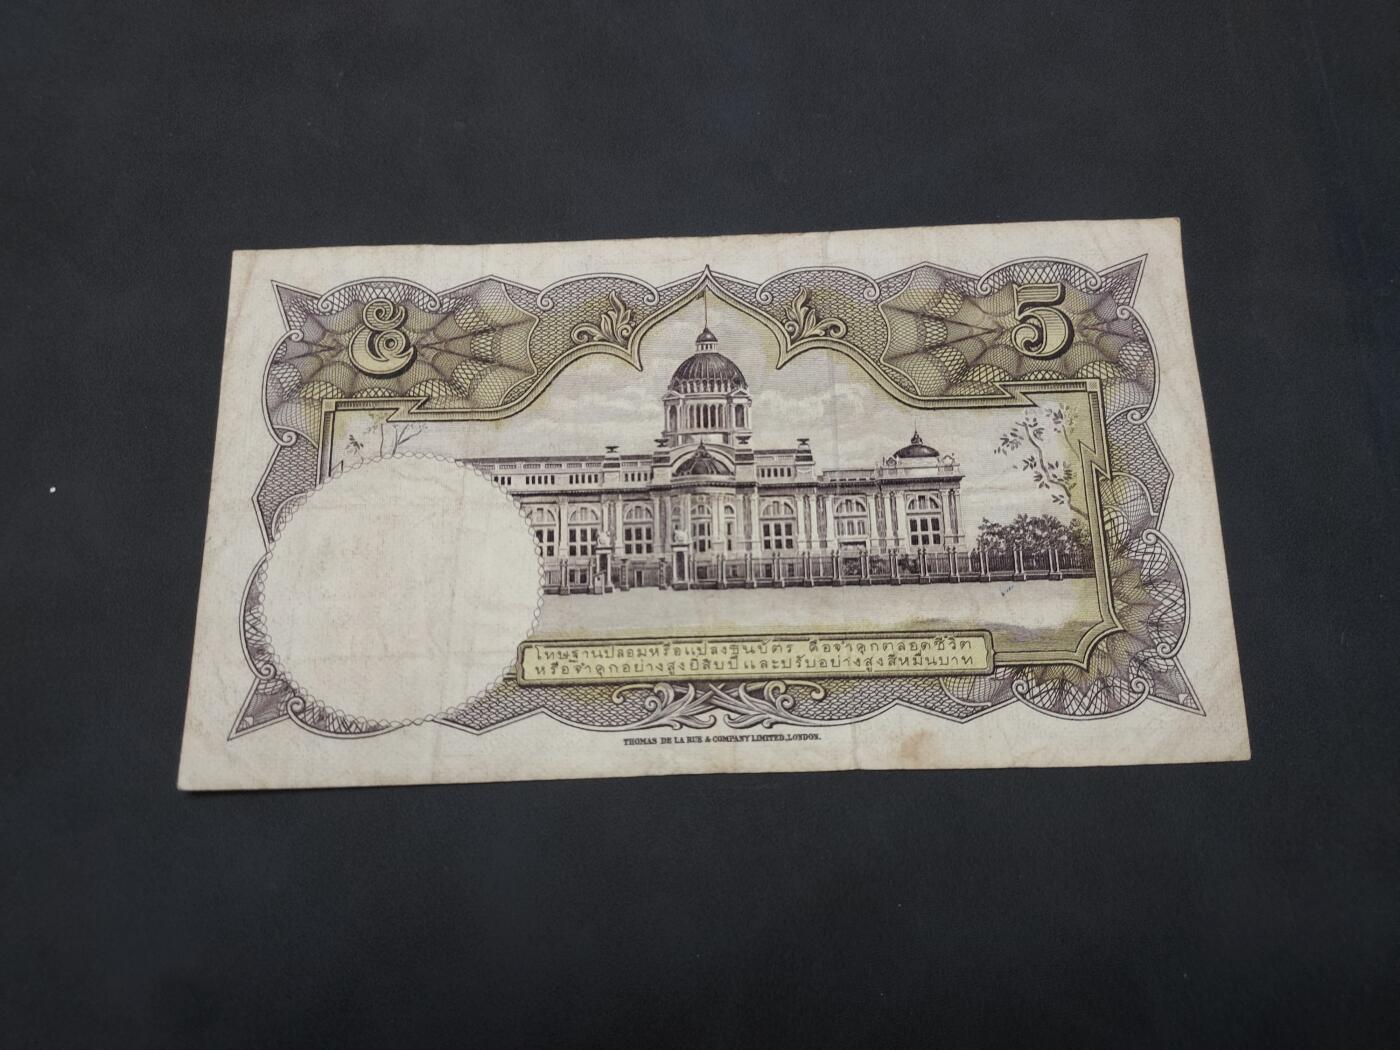 ๕ 5
โทษฐานปลอมหรือแปลงธนบัตร คือจำคุกตลอดชีวิต
หรือจำคุกอย่างสูงยี่สิบปีและปรับอย่างสูงสี่หมื่นบาท
THOMAS DE LA RUE & COMPANY LIMITED, LONDON.